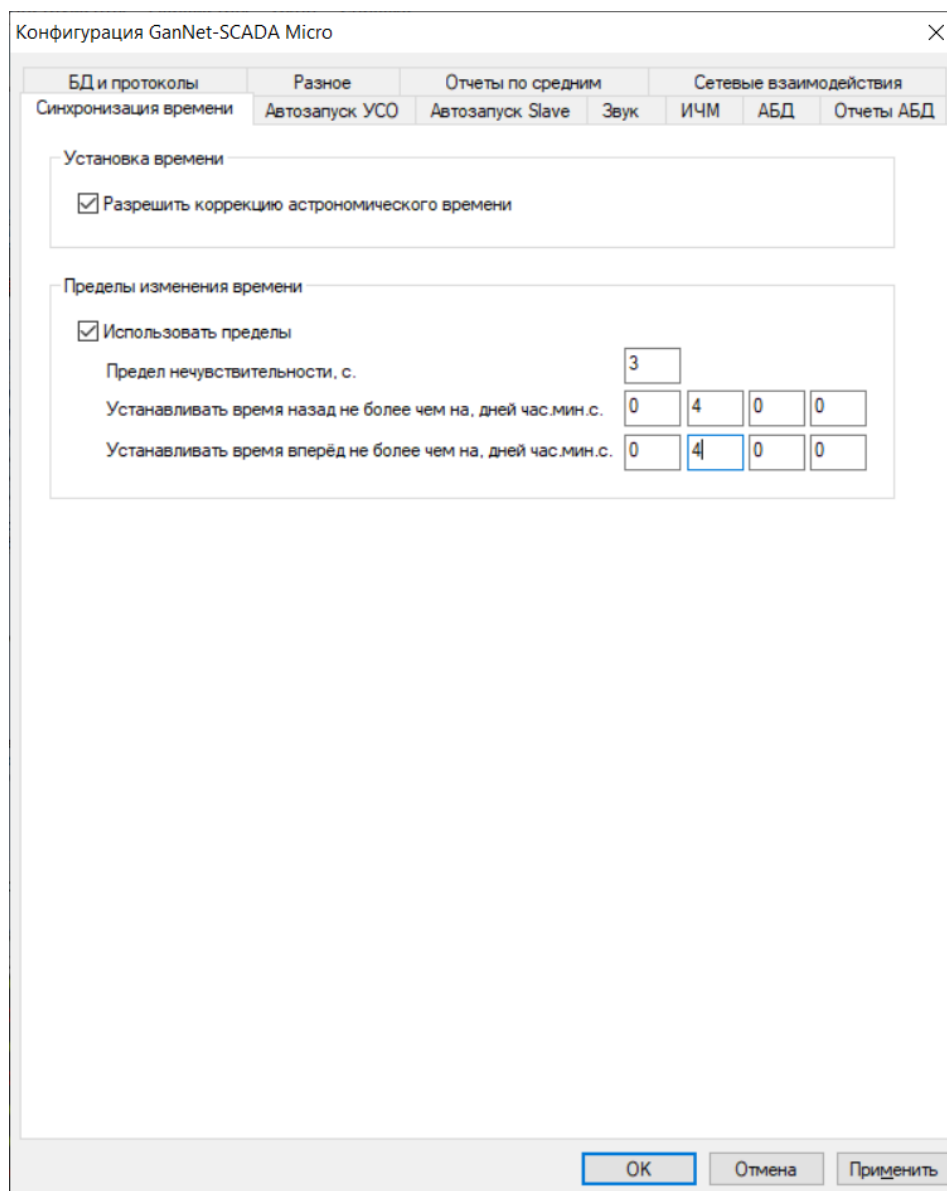 Конфигурация GanNet-SCADA Micro
БД и протоколы Разное Отчеты по средним Сетевые взаимодействия
Синхронизация времени Автозапуск УСО Автозапуск Slave Звук ИЧМ АБД Отчеты АБД
Установка времени
Разрешить коррекцию астрономического времени
Пределы изменения времени
Использовать пределы
Предел нечувствительности, с. 3
Устанавливать время назад не более чем на, дней час.мин.с. 0 4 0 0
Устанавливать время вперёд не более чем на, дней час.мин.с. 0 4 0 0
OK Отмена Применить